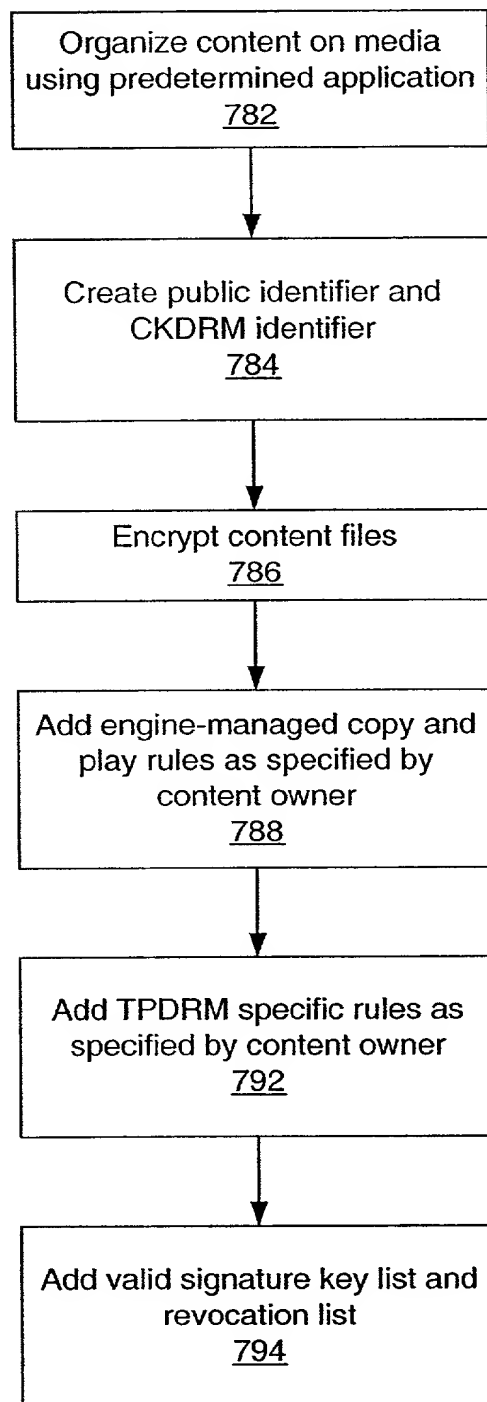 Organize content on media
using predetermined application
782
Create public identifier and
CKDRM identifier
784
Encrypt content files
786
Add engine-managed copy and
play rules as specified by
content owner
788
Add TPDRM specific rules as
specified by content owner
792
Add valid signature key list and
revocation list
794